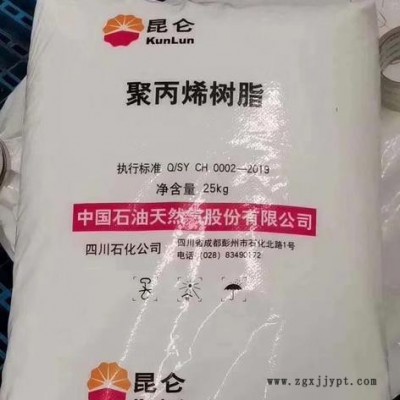 昆仑
KunLun
聚丙烯树脂
执行标准 Q/SY CH 0002-2019
净含量 25kg
中国石油天然气股份有限公司
四川石化公司
四川省成都彭州市石化北路1号
电话:(028) 83490172
昆仑
KunLun
www.zgxjjypt.com